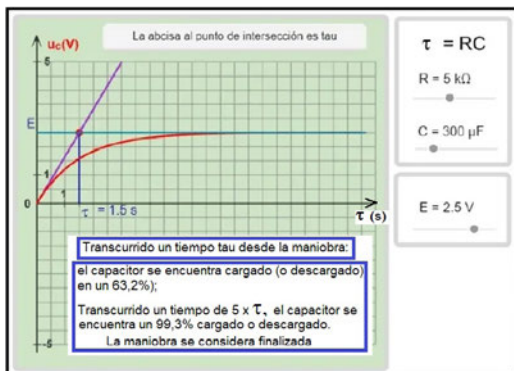 La abcisa al punto de intersección es tau
u_C(V)
5
E
1
0
1
τ = 1.5 s
τ (s)
-5
Transcurrido un tiempo tau desde la maniobra:
el capacitor se encuentra cargado (o descargado)
en un 63,2%);
Transcurrido un tiempo de 5 x τ, el capacitor se
encuentra un 99,3% cargado o descargado.
La maniobra se considera finalizada
τ = RC
R = 5 kΩ
C = 300 µF
E = 2.5 V